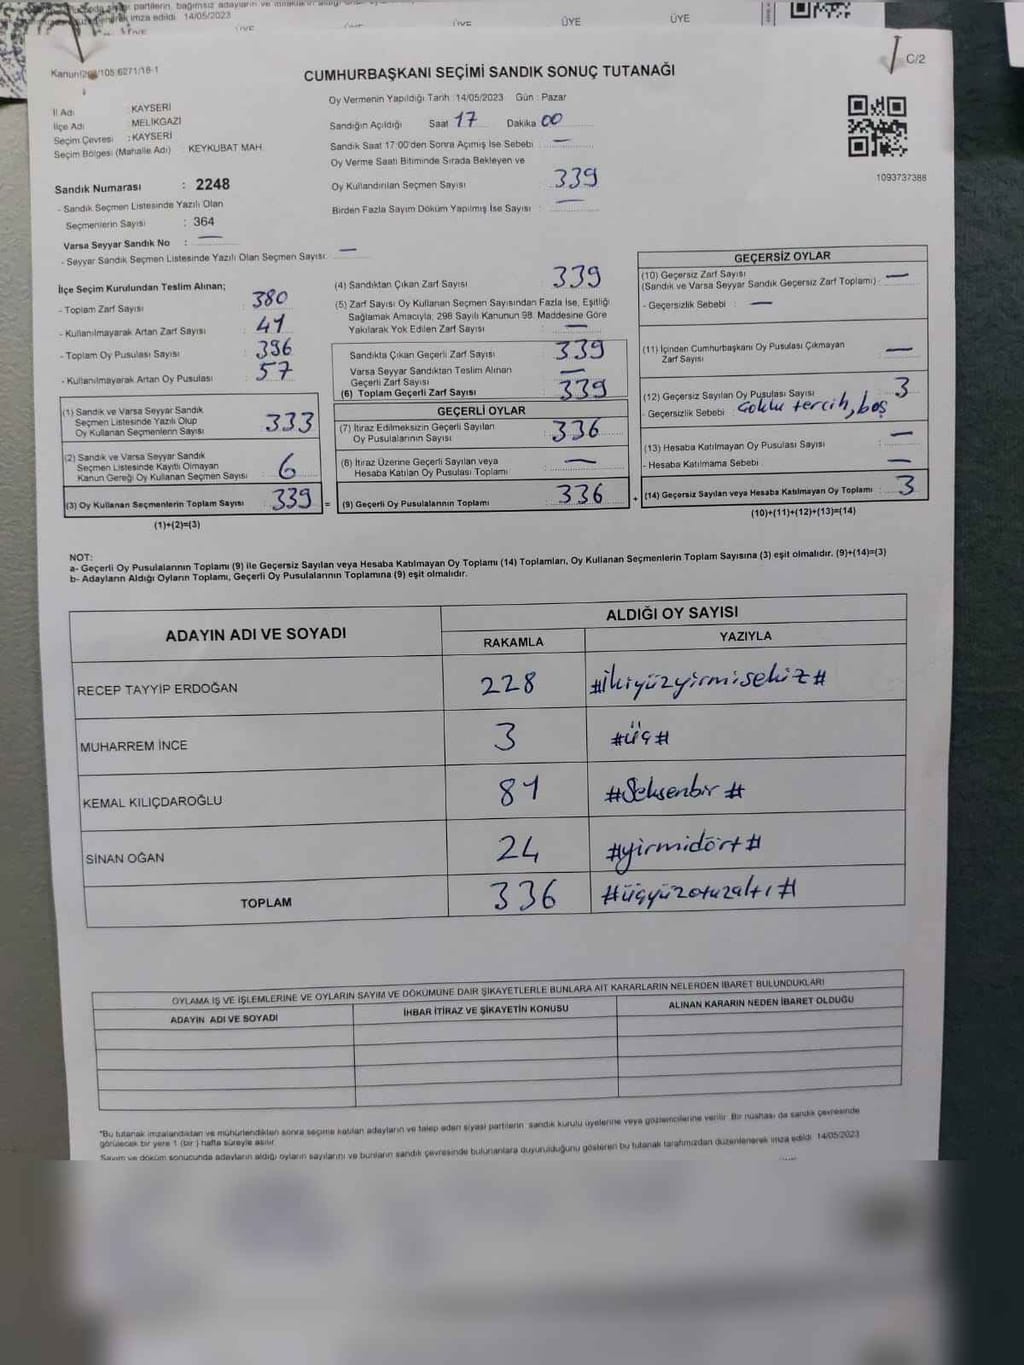 14/05/2023
ÜYE
ÜYE
C/2
CUMHURBAŞKANI SEÇİMİ SANDIK SONUÇ TUTANAĞI
İl Adı KAYSERİ
İlçe Adı MELİKGAZİ
Seçim Çevresi : KAYSERİ
Seçim Bölgesi (Mahalle Adı) KEYKUBAT MAH.
Oy Vermenin Yapıldığı Tarih :14/05/2023 Gün : Pazar
Sandığın Açıldığı Saat 17 Dakika 00
Sandık Saat 17:00'den Sonra Açımış İse Sebebi : —
Oy Verme Saati Bitiminde Sırada Bekleyen ve
Oy Kullandırılan Seçmen Sayısı 339
Birden Fazla Sayım Döküm Yapılmış İse Sayısı : —
1093737388
Sandık Numarası : 2248
- Sandık Seçmen Listesinde Yazılı Olan
Seçmenlerin Sayısı : 364
Varsa Seyyar Sandık No : —
- Seyyar Sandık Seçmen Listesinde Yazılı Olan Seçmen Sayısı: —
İlçe Seçim Kurulundan Teslim Alınan;
- Toplam Zarf Sayısı 380
- Kullanılmayarak Artan Zarf Sayısı 41
- Toplam Oy Pusulası Sayısı 396
- Kullanılmayarak Artan Oy Pusulası 57
(1) Sandık ve Varsa Seyyar Sandık
Seçmen Listesinde Yazılı Olup
Oy Kullanan Seçmenlerin Sayısı 333
(2) Sandık ve Varsa Seyyar Sandık
Seçmen Listesinde Kayıtlı Olmayan
Kanun Gereği Oy Kullanan Seçmen Sayısı 6
(3) Oy Kullanan Seçmenlerin Toplam Sayısı 339 =
(1)+(2)=(3)
(4) Sandıktan Çıkan Zarf Sayısı 339
(5) Zarf Sayısı Oy Kullanan Seçmen Sayısından Fazla İse, Eşitliği
Sağlamak Amacıyla; 298 Sayılı Kanunun 98. Maddesine Göre
Yakılarak Yok Edilen Zarf Sayısı : —
Sandıkta Çıkan Geçerli Zarf Sayısı 339
Varsa Seyyar Sandıktan Teslim Alınan
Geçerli Zarf Sayısı : —
(6) Toplam Geçerli Zarf Sayısı 339
GEÇERLİ OYLAR
(7) İtiraz Edilmeksizin Geçerli Sayılan
Oy Pusulalarının Sayısı 336
(8) İtiraz Üzerine Geçerli Sayılan veya
Hesaba Katılan Oy Pusulası Toplamı : —
(9) Geçerli Oy Pusulalarının Toplamı 336 +
GEÇERSİZ OYLAR
(10) Geçersiz Zarf Sayısı
(Sandık ve Varsa Seyyar Sandık Geçersiz Zarf Toplamı) : —
- Geçersizlik Sebebi : —
(11) İçinden Cumhurbaşkanı Oy Pusulası Çıkmayan
Zarf Sayısı —
(12) Geçersiz Sayılan Oy Pusulası Sayısı 3
- Geçersizlik Sebebi : Çoklu tercih, boş
(13) Hesaba Katılmayan Oy Pusulası Sayısı : —
- Hesaba Katılmama Sebebi : —
(14) Geçersiz Sayılan veya Hesaba Katılmayan Oy Toplamı : 3
(10)+(11)+(12)+(13)=(14)
NOT:
a- Geçerli Oy Pusulalarının Toplamı (9) ile Geçersiz Sayılan veya Hesaba Katılmayan Oy Toplamı (14) Toplamları, Oy Kullanan Seçmenlerin Toplam Sayısına (3) eşit olmalıdır. (9)+(14)=(3)
b- Adayların Aldığı Oyların Toplamı, Geçerli Oy Pusulalarının Toplamına (9) eşit olmalıdır.
ADAYIN ADI VE SOYADI
ALDIĞI OY SAYISI
RAKAMLA YAZIYLA
RECEP TAYYİP ERDOĞAN 228 #ikiyüzyirmisekiz#
MUHARREM İNCE 3 #üç#
KEMAL KILIÇDAROĞLU 81 #Seksenbir#
SİNAN OĞAN 24 #yirmidört#
TOPLAM 336 #üçyüzotuzaltı#
OYLAMA İŞ VE İŞLEMLERİNE VE OYLARIN SAYIM VE DÖKÜMÜNE DAİR ŞİKAYETLERLE BUNLARA AİT KARARLARIN NELERDEN İBARET BULUNDUKLARI
ADAYIN ADI VE SOYADI İHBAR İTİRAZ VE ŞİKAYETİN KONUSU ALINAN KARARIN NEDEN İBARET OLDUĞU
*Bu tutanak imzalandıktan ve mühürlendikten sonra seçime katılan adayların ve talep eden siyasi partilerin sandık kurulu üyelerine veya gözlemcilerine verilir. Bir nüshası da sandık çevresinde
görülecek bir yere 1 (bir) hafta süreyle asılır.
Sayım ve döküm sonucunda adayların aldığı oyların sayılarını ve bunların sandık çevresinde bulunanlara duyurulduğunu gösteren bu tutanak tarafımızdan düzenlenerek imza edildi. 14/05/2023